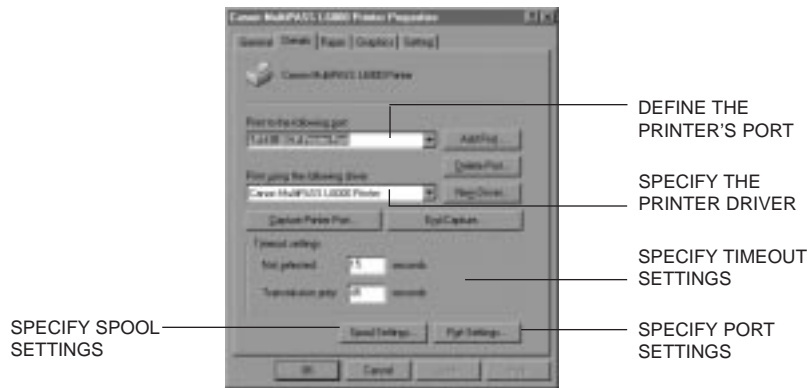 Canon MultiPASS L6000 Printer Properties
General Details Paper Graphics Setting
Canon MultiPASS L6000 Printer
Print to the following port:
Add Port...
DEFINE THE
PRINTER'S PORT
Delete Port...
Print using the following driver:
Canon MultiPASS L6000 Printer
New Driver...
SPECIFY THE
PRINTER DRIVER
Capture Printer Port...
End Capture...
Timeout settings
Not selected:
15
seconds
Transmission retry:
45
seconds
SPECIFY TIMEOUT
SETTINGS
SPECIFY SPOOL
SETTINGS
Spool Settings...
Port Settings...
SPECIFY PORT
SETTINGS
OK
Cancel